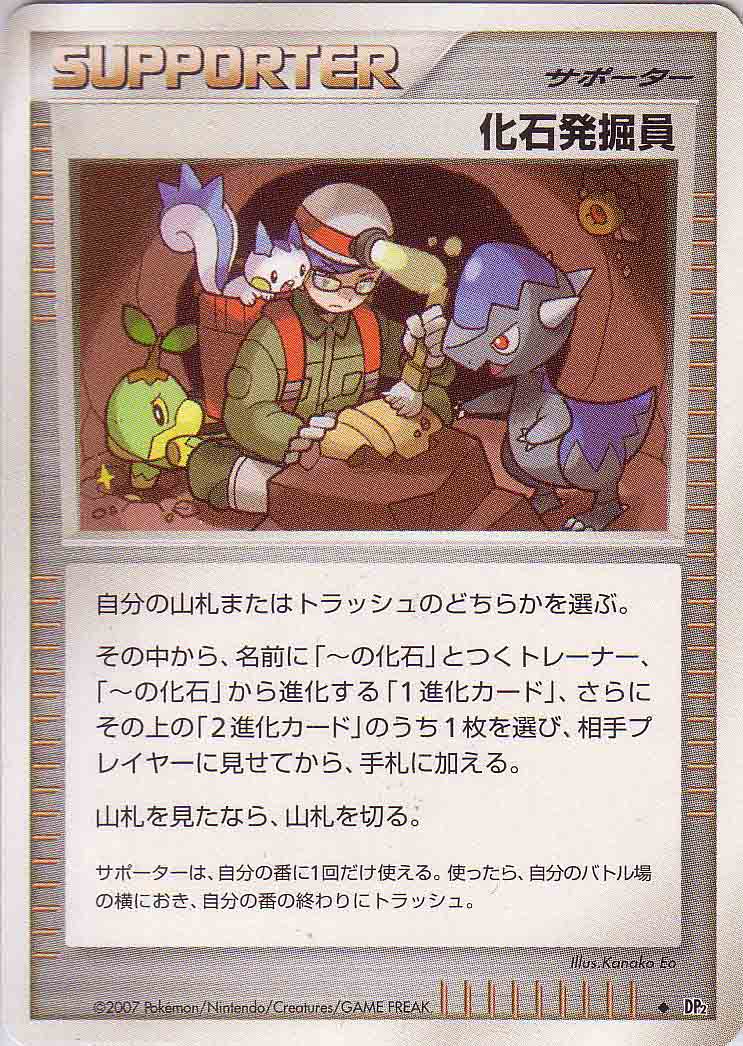 SUPPORTER
サポーター
化石発掘員
自分の山札またはトラッシュのどちらかを選ぶ。
その中から、名前に「～の化石」とつくトレーナー、
「～の化石」から進化する「1進化カード」、さらに
その上の「2進化カード」のうち1枚を選び、相手プ
レイヤーに見せてから、手札に加える。
山札を見たなら、山札を切る。
サポーターは、自分の番に1回だけ使える。使ったら、自分のバトル場
の横におき、自分の番の終わりにトラッシュ。
Illus.Kanako Eo
©2007 Pokémon/Nintendo/Creatures/GAME FREAK
◆ DP2